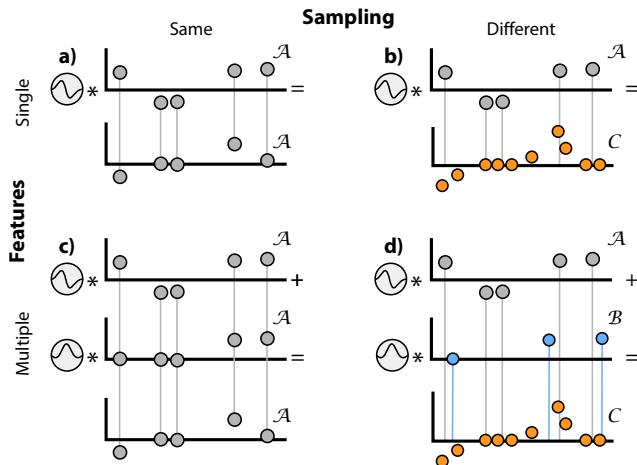 Sampling
Same
Different
Features
Single
Multiple
a)
𝒜
* =
𝒜
b)
𝒜
* =
C
c)
𝒜
* +
𝒜
* =
𝒜
d)
𝒜
* +
ℬ
* =
C